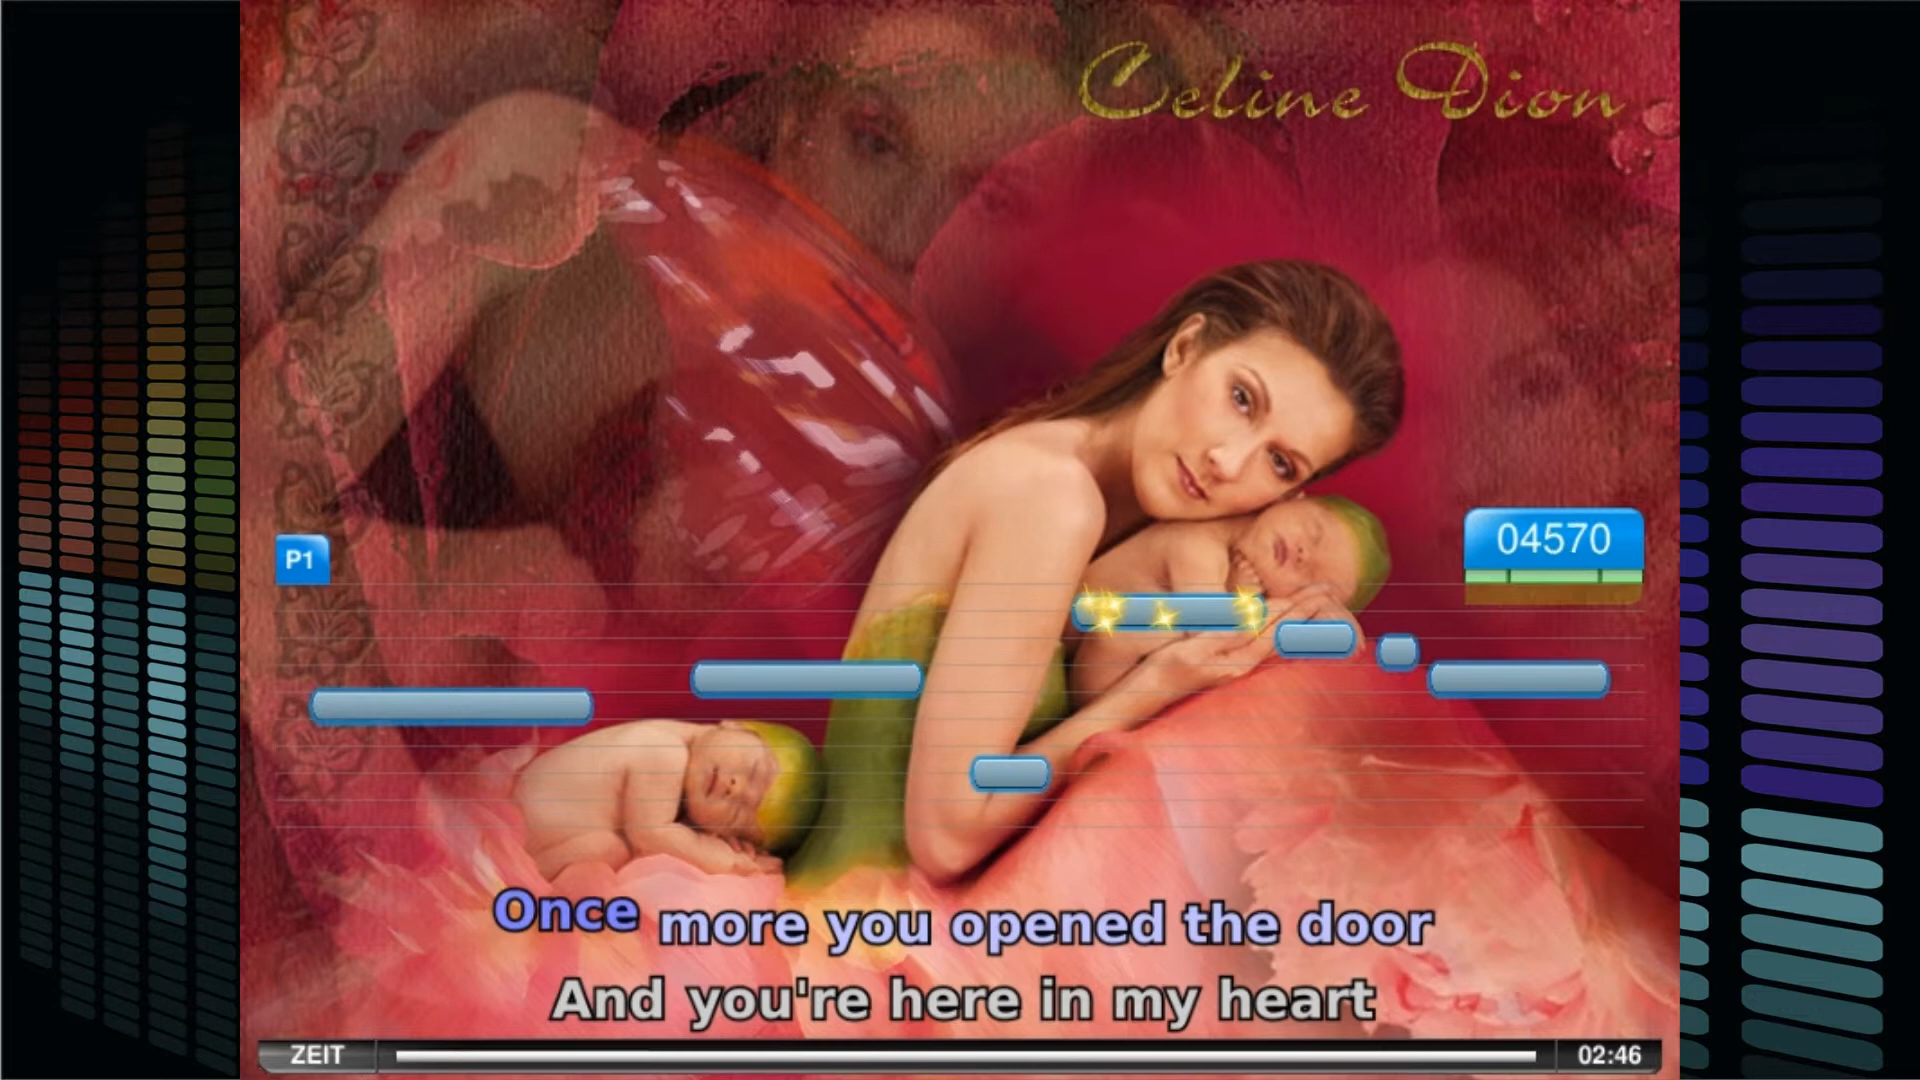 Celine Dion
P1
04570
Once more you opened the door
And you're here in my heart
ZEIT
02:46